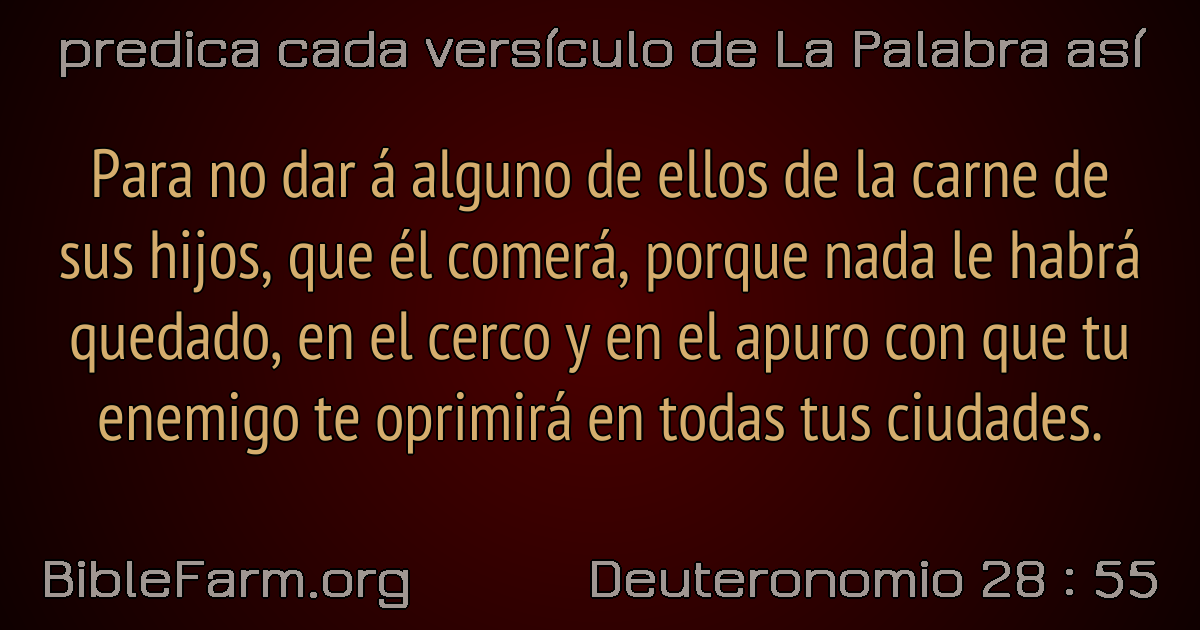 predica cada versículo de La Palabra así
Para no dar á alguno de ellos de la carne de
sus hijos, que él comerá, porque nada le habrá
quedado, en el cerco y en el apuro con que tu
enemigo te oprimirá en todas tus ciudades.
BibleFarm.org
Deuteronomio 28 : 55